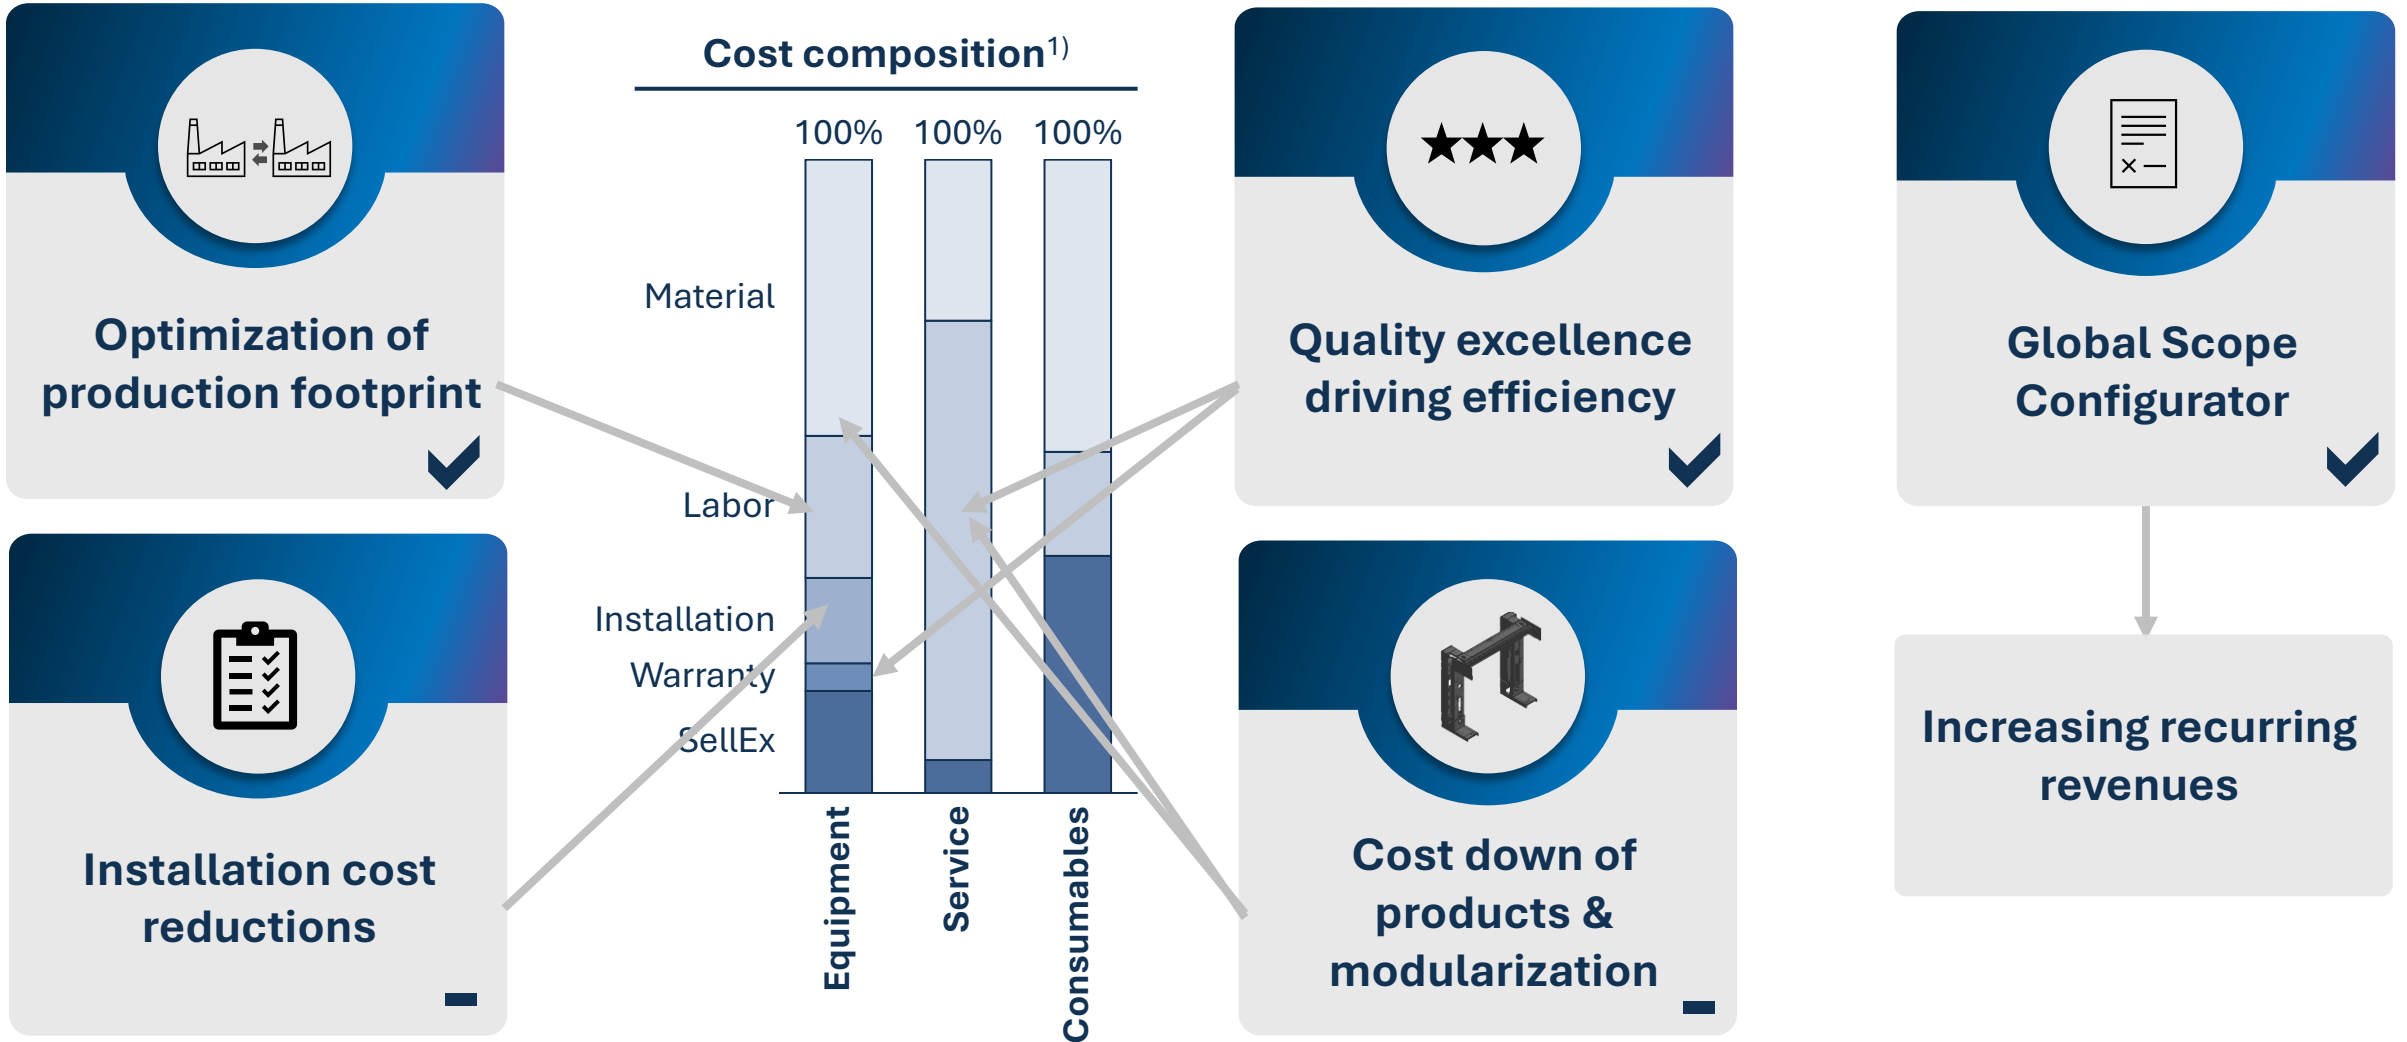 Optimization of
production footprint
Installation cost
reductions
Cost composition1)
100% 100% 100%
Material
Labor
Installation
Warranty
SellEx
Equipment
Service
Consumables
Quality excellence
driving efficiency
Cost down of
products &
modularization
Global Scope
Configurator
Increasing recurring
revenues